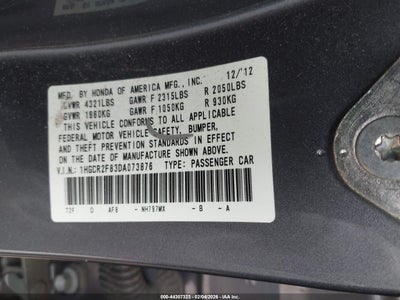 MFD. BY HONDA OF AMERICA MFG., INC. 12/'12
GVWR 4321LBS GAWR F 2315LBS R 2050LBS
GVWR 1960KG GAWR F 1050KG R 930KG
THIS VEHICLE CONFORMS TO ALL APPLICABLE
FEDERAL MOTOR VEHICLE SAFETY, BUMPER,
AND THEFT PREVENTION STANDARDS IN EFFECT
ON THE DATE OF MANUFACTURE SHOWN ABOVE.
V.I.N.: 1HGCR2F83DA073876 TYPE: PASSENGER CAR
T2F D AF8 - NH797MX - B - A
000-44307323 - 02/04/2026 - IAA Inc.